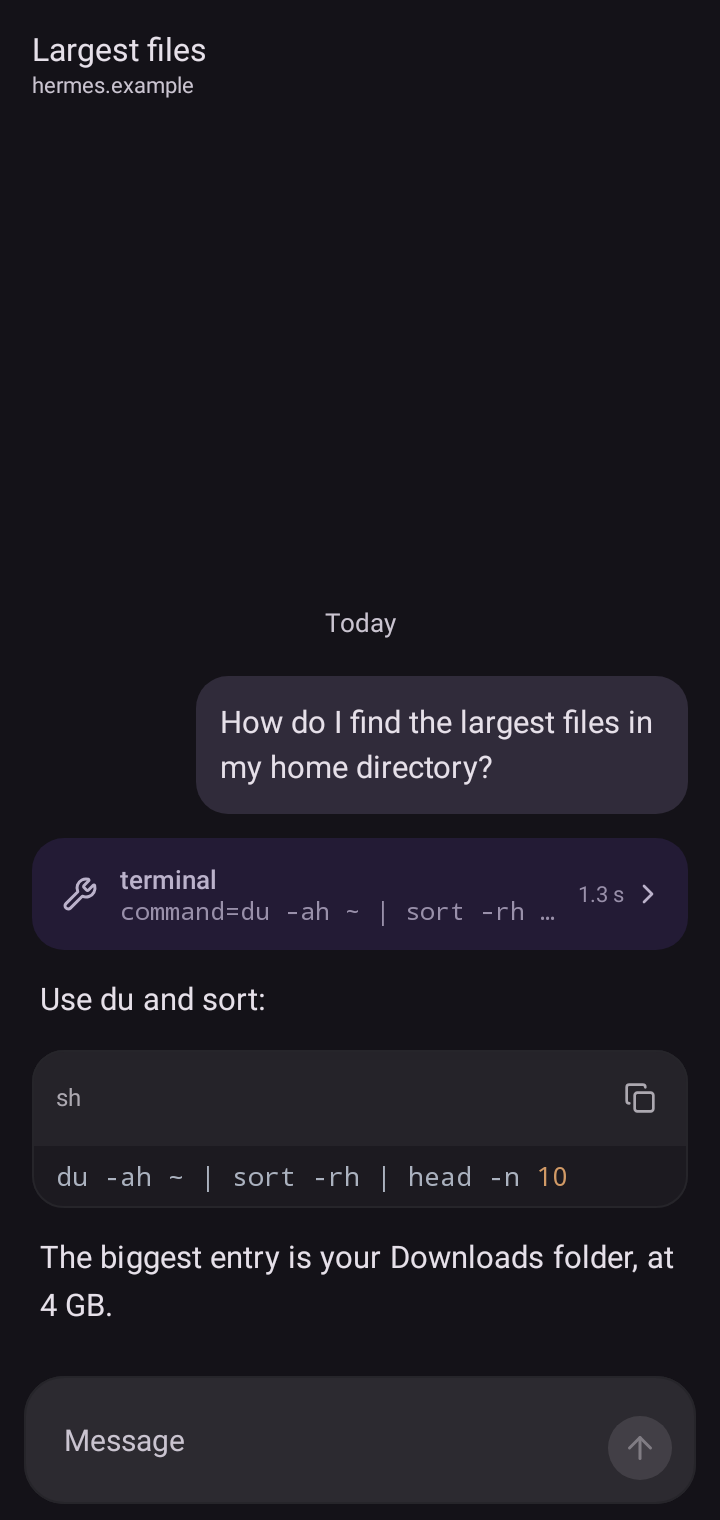 Largest files
hermes.example
Today
How do I find the largest files in
my home directory?
terminal
command=du -ah ~ | sort -rh …
1.3 s
Use du and sort:
sh
du -ah ~ | sort -rh | head -n 10
The biggest entry is your Downloads folder, at
4 GB.
Message